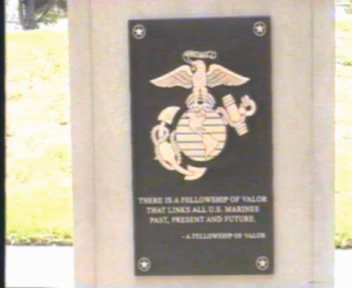 THERE IS A FELLOWSHIP OF VALOR
THAT LINKS ALL U.S. MARINES
PAST, PRESENT AND FUTURE.
- A FELLOWSHIP OF VALOR